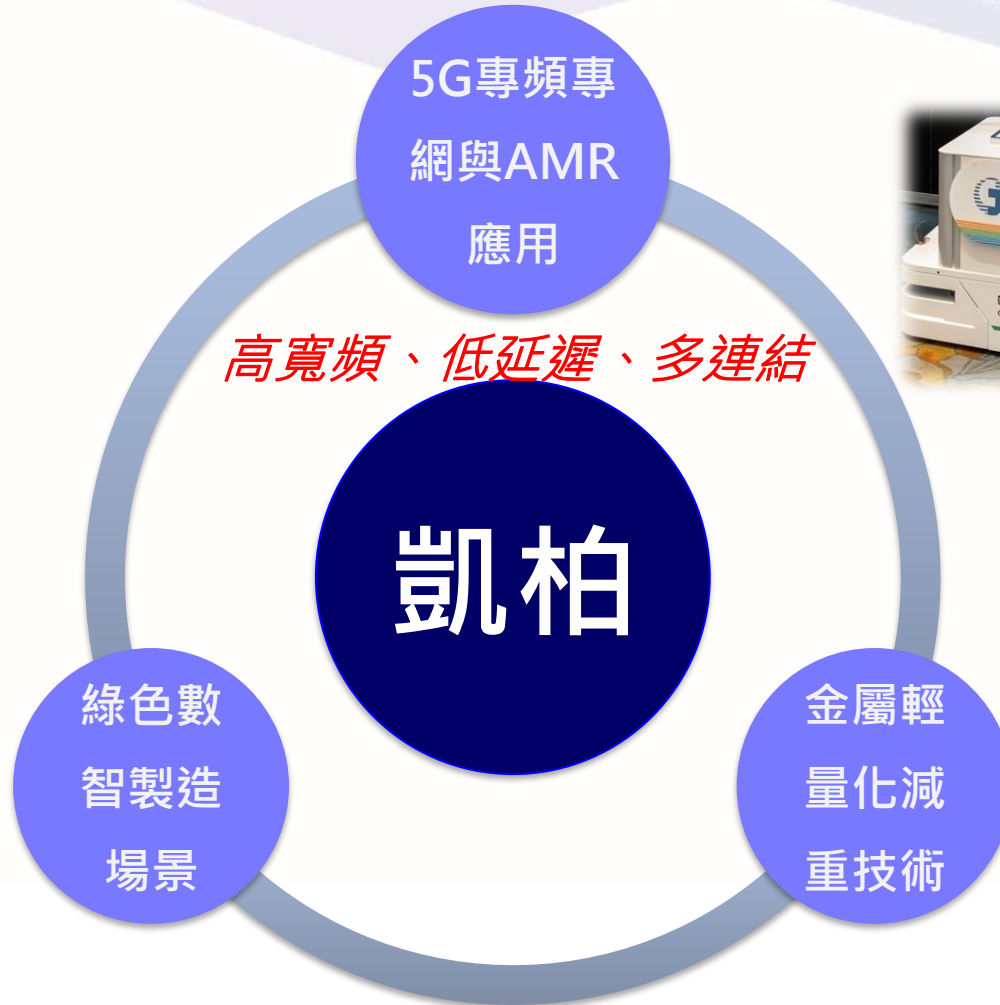 5G專頻專
網與AMR
應用
高寬頻、低延遲、多連結
凱柏
綠色數
智製造
場景
金屬輕
量化減
重技術